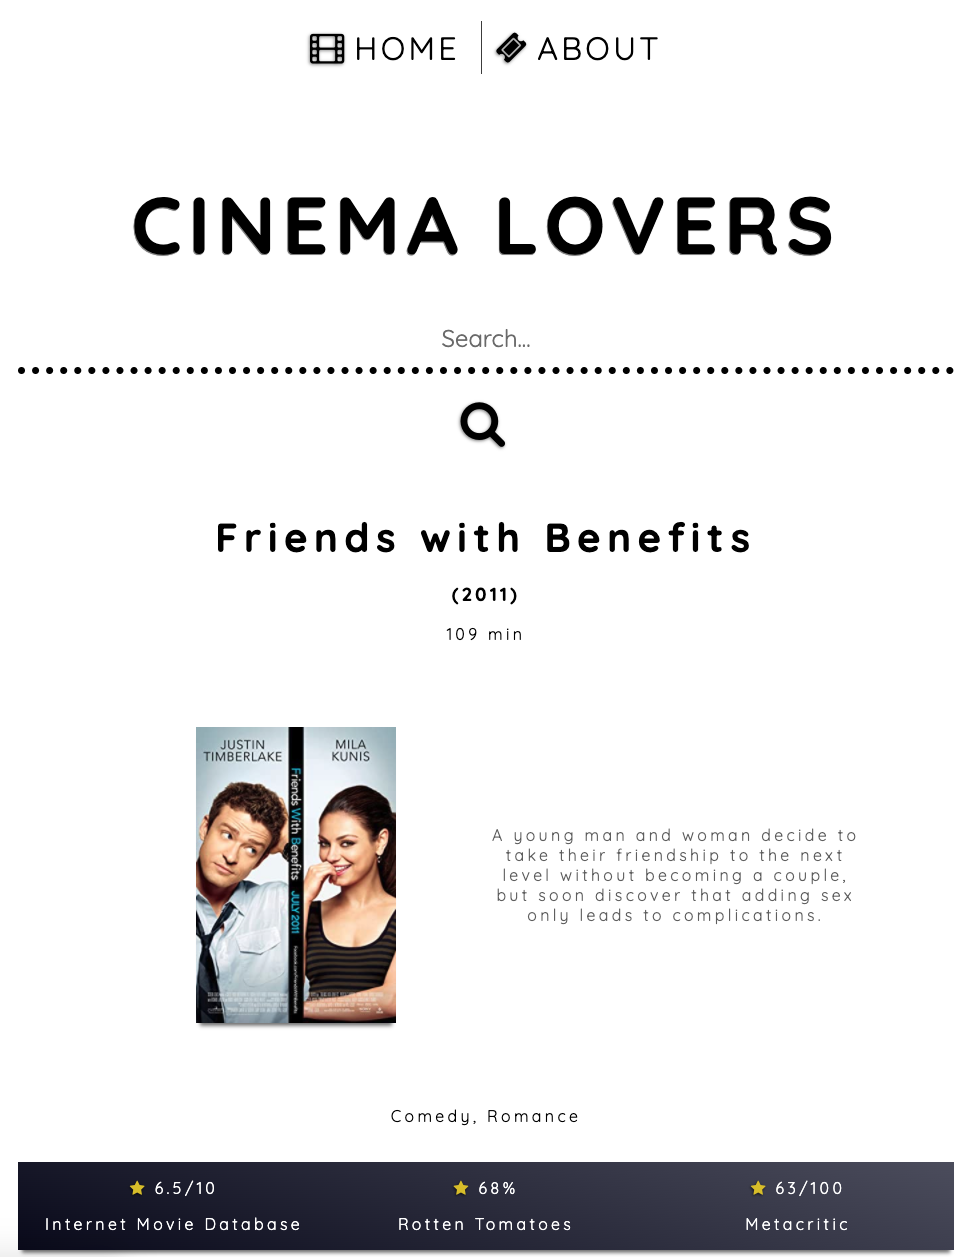 HOME
ABOUT
CINEMA LOVERS
Search...
Friends with Benefits
(2011)
109 min
JUSTIN
TIMBERLAKE
MILA
KUNIS
Friends With Benefits
JULY 2011
A young man and woman decide to
take their friendship to the next
level without becoming a couple,
but soon discover that adding sex
only leads to complications.
Comedy, Romance
6.5/10
68%
63/100
Internet Movie Database
Rotten Tomatoes
Metacritic